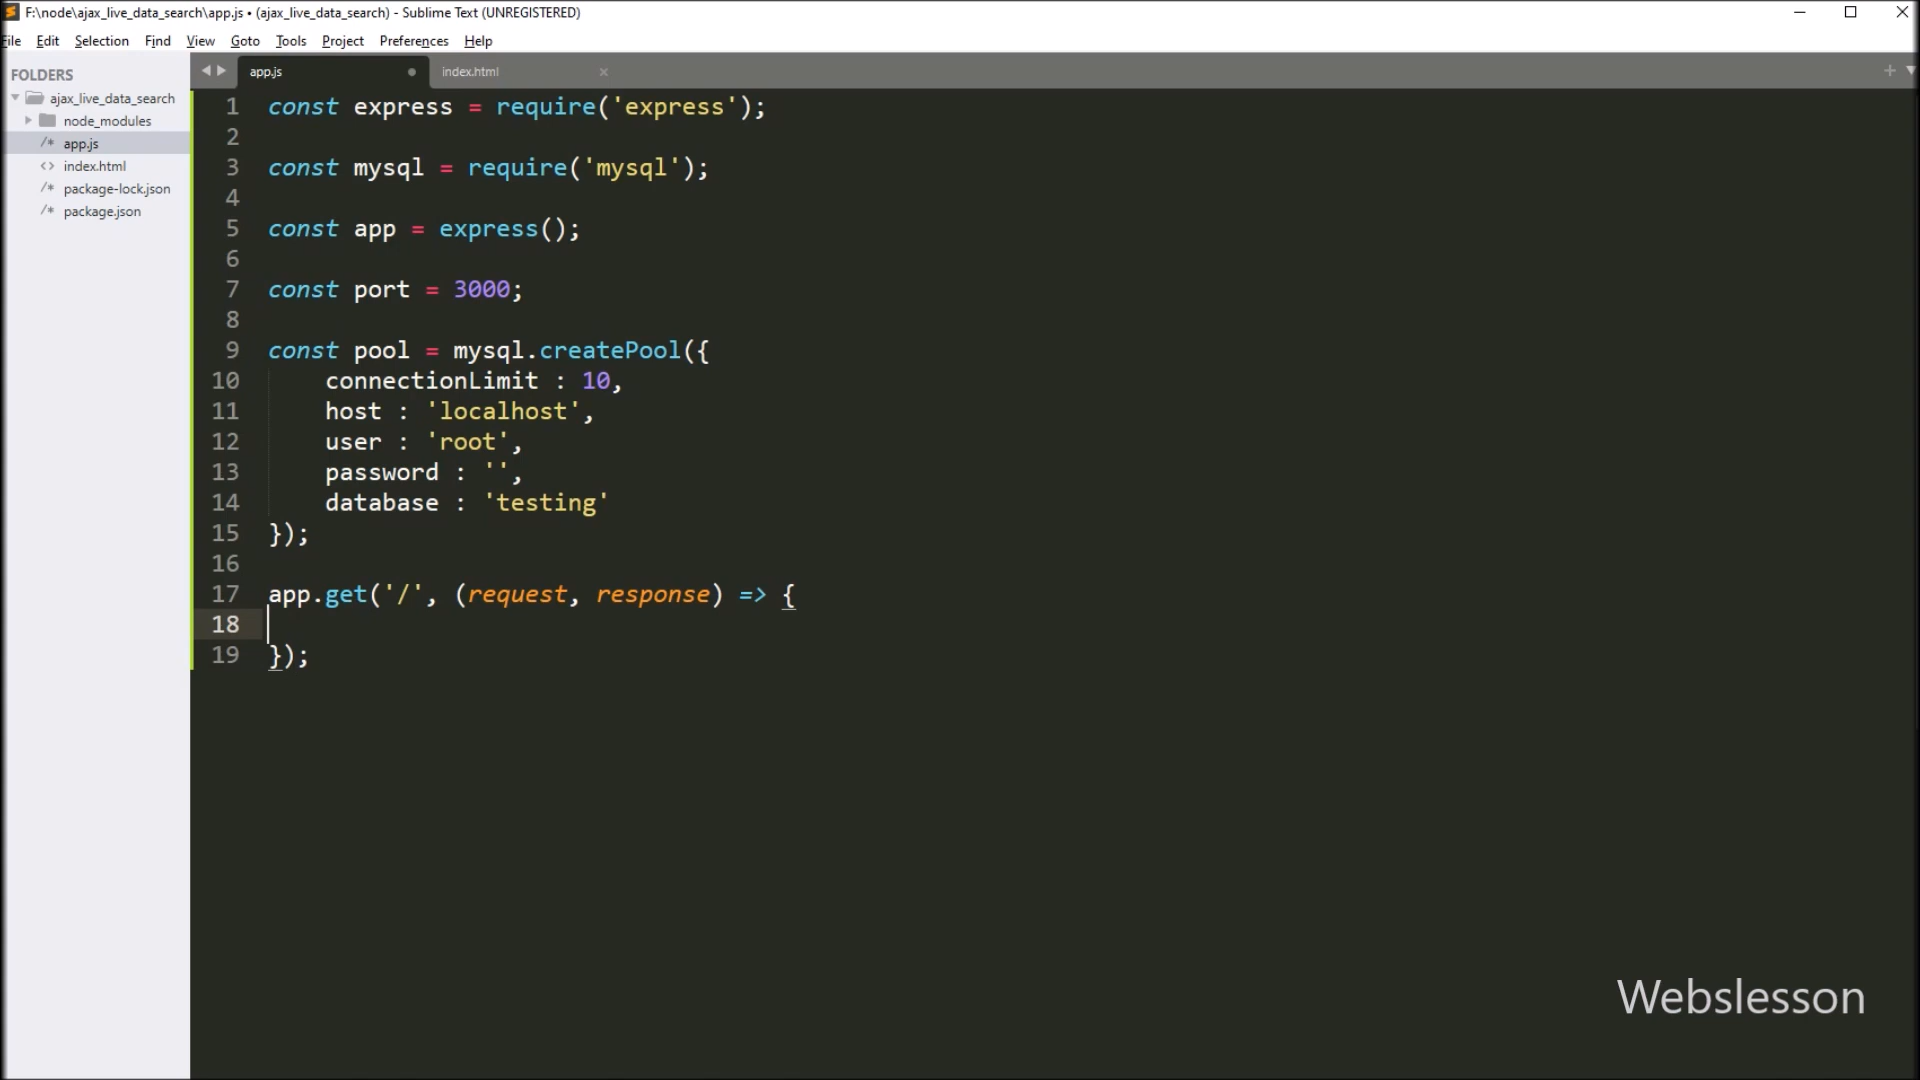 F:\node\ajax_live_data_search\app.js • (ajax_live_data_search) - Sublime Text (UNREGISTERED)
File Edit Selection Find View Goto Tools Project Preferences Help
FOLDERS
ajax_live_data_search
node_modules
/* app.js
<> index.html
/* package-lock.json
/* package.json
app.js
index.html
1 const express = require('express');
2
3 const mysql = require('mysql');
4
5 const app = express();
6
7 const port = 3000;
8
9 const pool = mysql.createPool({
10 connectionLimit : 10,
11 host : 'localhost',
12 user : 'root',
13 password : '',
14 database : 'testing'
15 });
16
17 app.get('/', (request, response) => {
18
19 });
Webslesson